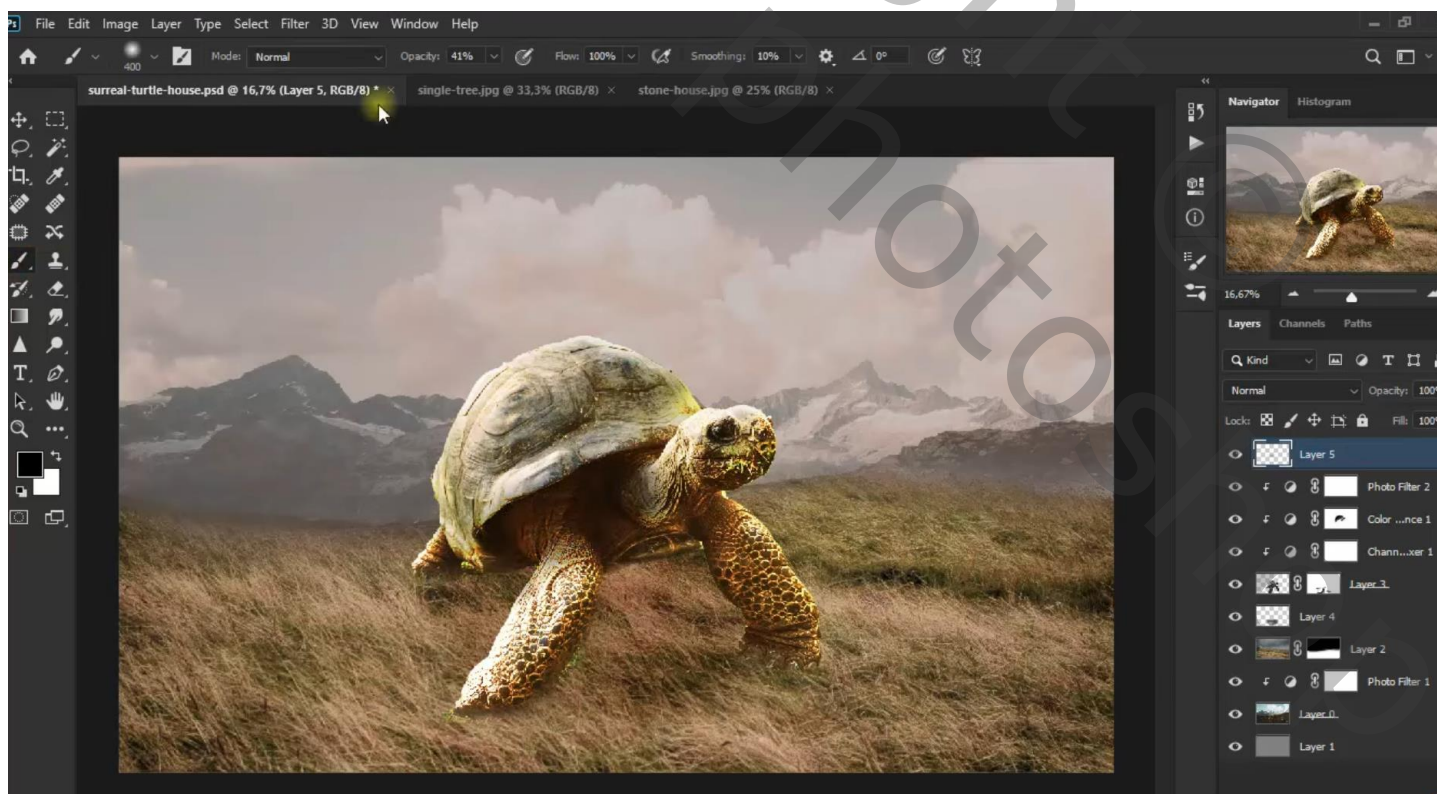 Ps File Edit Image Layer Type Select Filter 3D View Window Help
400 Mode: Normal Opacity: 41% Flow: 100% Smoothing: 10% 0°
surreal-turtle-house.psd @ 16,7% (Layer 5, RGB/8) * × single-tree.jpg @ 33,3% (RGB/8) × stone-house.jpg @ 25% (RGB/8) ×
Navigator Histogram
16,67%
Layers Channels Paths
Kind
Normal Opacity: 100%
Lock: Fill: 100%
Layer 5
Photo Filter 2
Color ...nce 1
Chann...xer 1
Layer 3
Layer 4
Layer 2
Photo Filter 1
Layer 0
Layer 1
photoshop